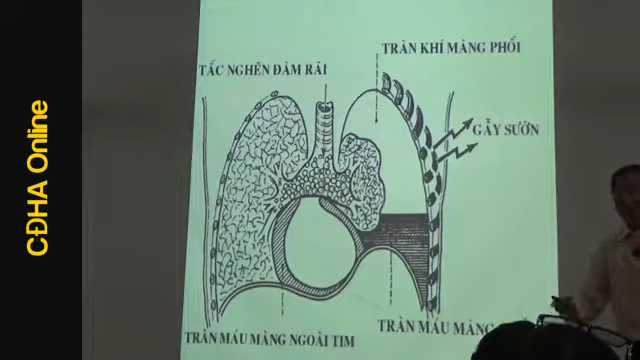 CĐHA Online
TRÀN KHÍ MÀNG PHỔI
TẮC NGHẼN ĐÀM RÃI
GẪY SƯỜN
TRÀN MÁU MÀNG NGOÀI TIM
TRÀN MÁU MÀNG